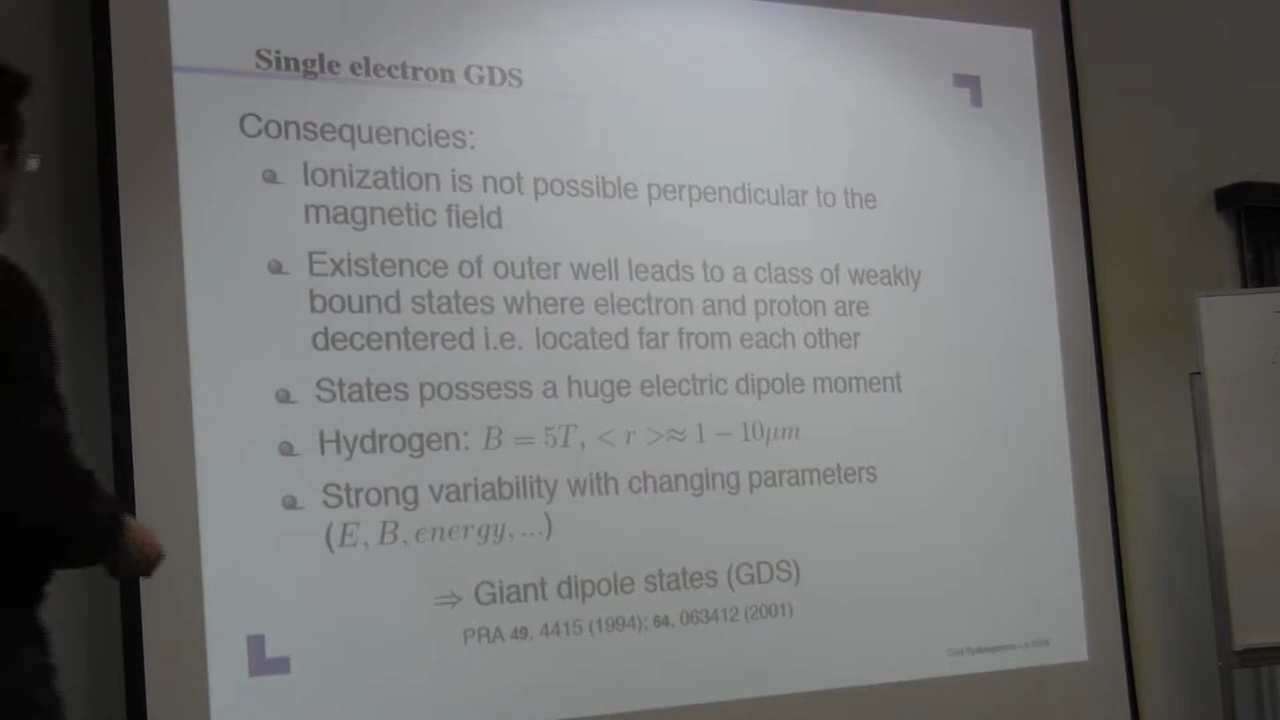 Single electron GDS
Consequencies:
Ionization is not possible perpendicular to the
magnetic field
Existence of outer well leads to a class of weakly
bound states where electron and proton are
decentered i.e. located far from each other
States possess a huge electric dipole moment
Hydrogen: B = 5T, < r >≈ 1 − 10μm
Strong variability with changing parameters
(E, B, energy, ...)
⇒ Giant dipole states (GDS)
PRA 49, 4415 (1994); 64, 063412 (2001)